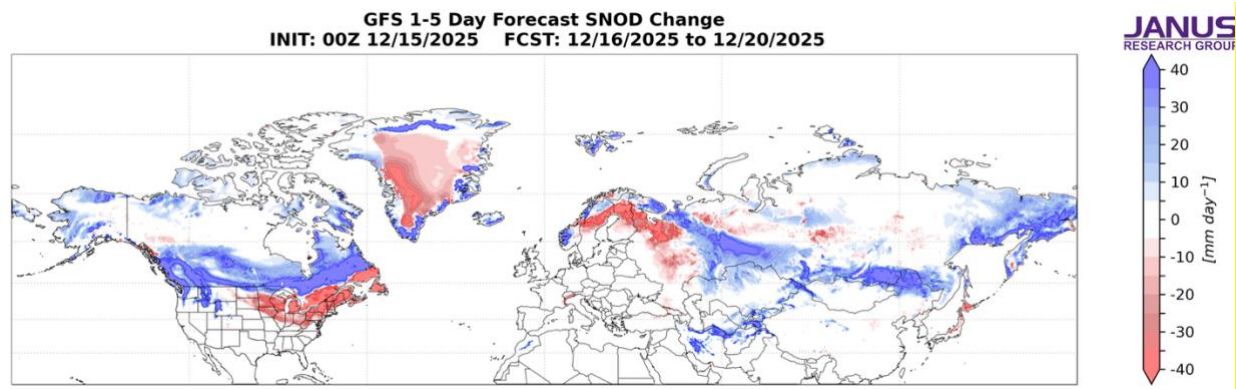 GFS 1-5 Day Forecast SNOD Change
INIT: 00Z 12/15/2025 FCST: 12/16/2025 to 12/20/2025
JANUS
RESEARCH GROUP
40
30
20
10
0
-10
-20
-30
-40
[mm day⁻¹]